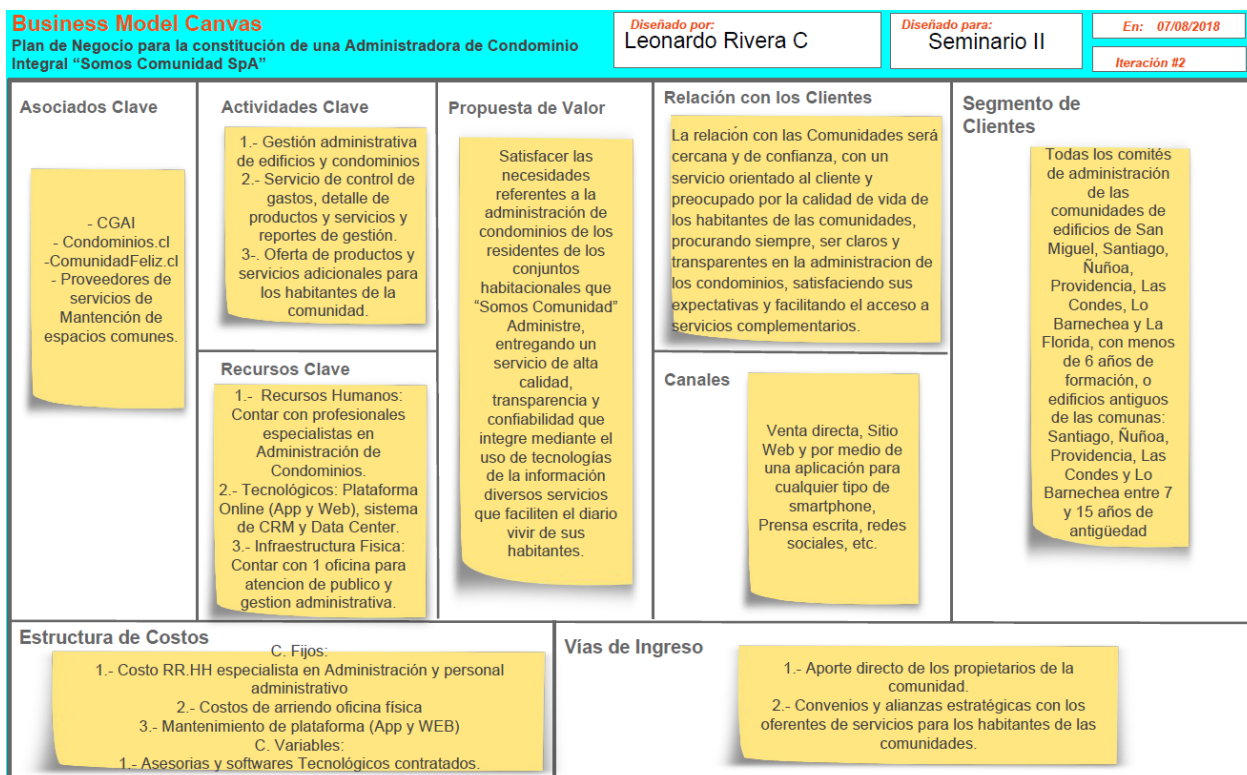 Business Model Canvas
Plan de Negocio para la constitución de una Administradora de Condominio
Integral “Somos Comunidad SpA”
Diseñado por:
Leonardo Rivera C
Diseñado para:
Seminario II
En: 07/08/2018
Iteración #2
Asociados Clave
- CGAI
- Condominios.cl
-ComunidadFeliz.cl
- Proveedores de
servicios de
Mantención de
espacios comunes.
Actividades Clave
1.- Gestión administrativa
de edificios y condominios
2.- Servicio de control de
gastos, detalle de
productos y servicios y
reportes de gestión.
3-. Oferta de productos y
servicios adicionales para
los habitantes de la
comunidad.
Recursos Clave
1.- Recursos Humanos:
Contar con profesionales
especialistas en
Administración de
Condominios.
2.- Tecnológicos: Plataforma
Online (App y Web), sistema
de CRM y Data Center.
3.- Infraestructura Fisica:
Contar con 1 oficina para
atencion de publico y
gestion administrativa.
Propuesta de Valor
Satisfacer las
necesidades
referentes a la
administración de
condominios de los
residentes de los
conjuntos
habitacionales que
“Somos Comunidad”
Administre,
entregando un
servicio de alta
calidad,
transparencia y
confiabilidad que
integre mediante el
uso de tecnologías
de la información
diversos servicios
que faciliten el diario
vivir de sus
habitantes.
Relación con los Clientes
La relación con las Comunidades será
cercana y de confianza, con un
servicio orientado al cliente y
preocupado por la calidad de vida de
los habitantes de las comunidades,
procurando siempre, ser claros y
transparentes en la administracion de
los condominios, satisfaciendo sus
expectativas y facilitando el acceso a
servicios complementarios.
Canales
Venta directa, Sitio
Web y por medio de
una aplicación para
cualquier tipo de
smartphone,
Prensa escrita, redes
sociales, etc.
Segmento de
Clientes
Todas los comités
de administración
de las
comunidades de
edificios de San
Miguel, Santiago,
Ñuñoa,
Providencia, Las
Condes, Lo
Barnechea y La
Florida, con menos
de 6 años de
formación, o
edificios antiguos
de las comunas:
Santiago, Ñuñoa,
Providencia, Las
Condes y Lo
Barnechea entre 7
y 15 años de
antigüedad
Estructura de Costos
C. Fijos:
1.- Costo RR.HH especialista en Administración y personal
administrativo
2.- Costos de arriendo oficina física
3.- Mantenimiento de plataforma (App y WEB)
C. Variables:
1.- Asesorias y softwares Tecnológicos contratados.
Vías de Ingreso
1.- Aporte directo de los propietarios de la
comunidad.
2.- Convenios y alianzas estratégicas con los
oferentes de servicios para los habitantes de las
comunidades.